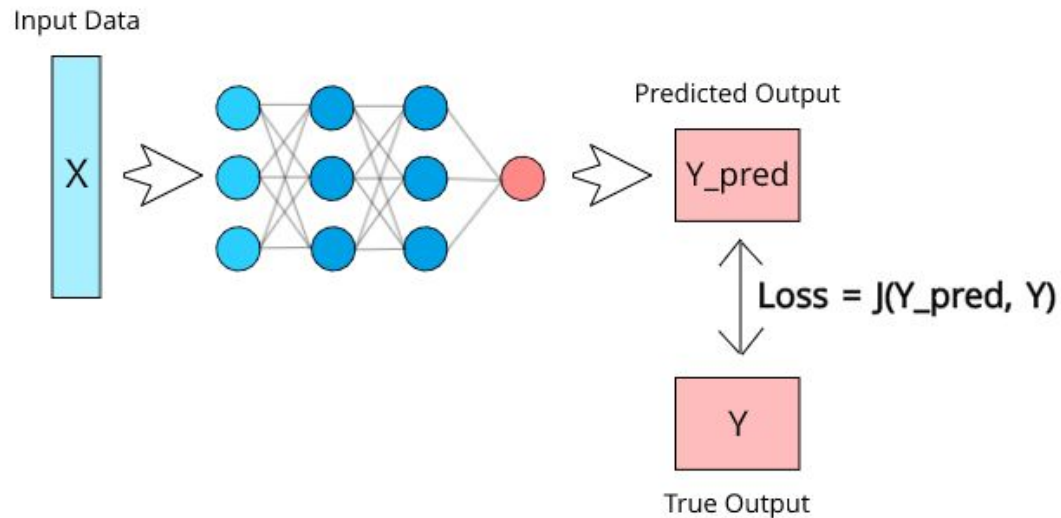 Input Data
X
Predicted Output
Y_pred
Loss = J(Y_pred, Y)
Y
True Output